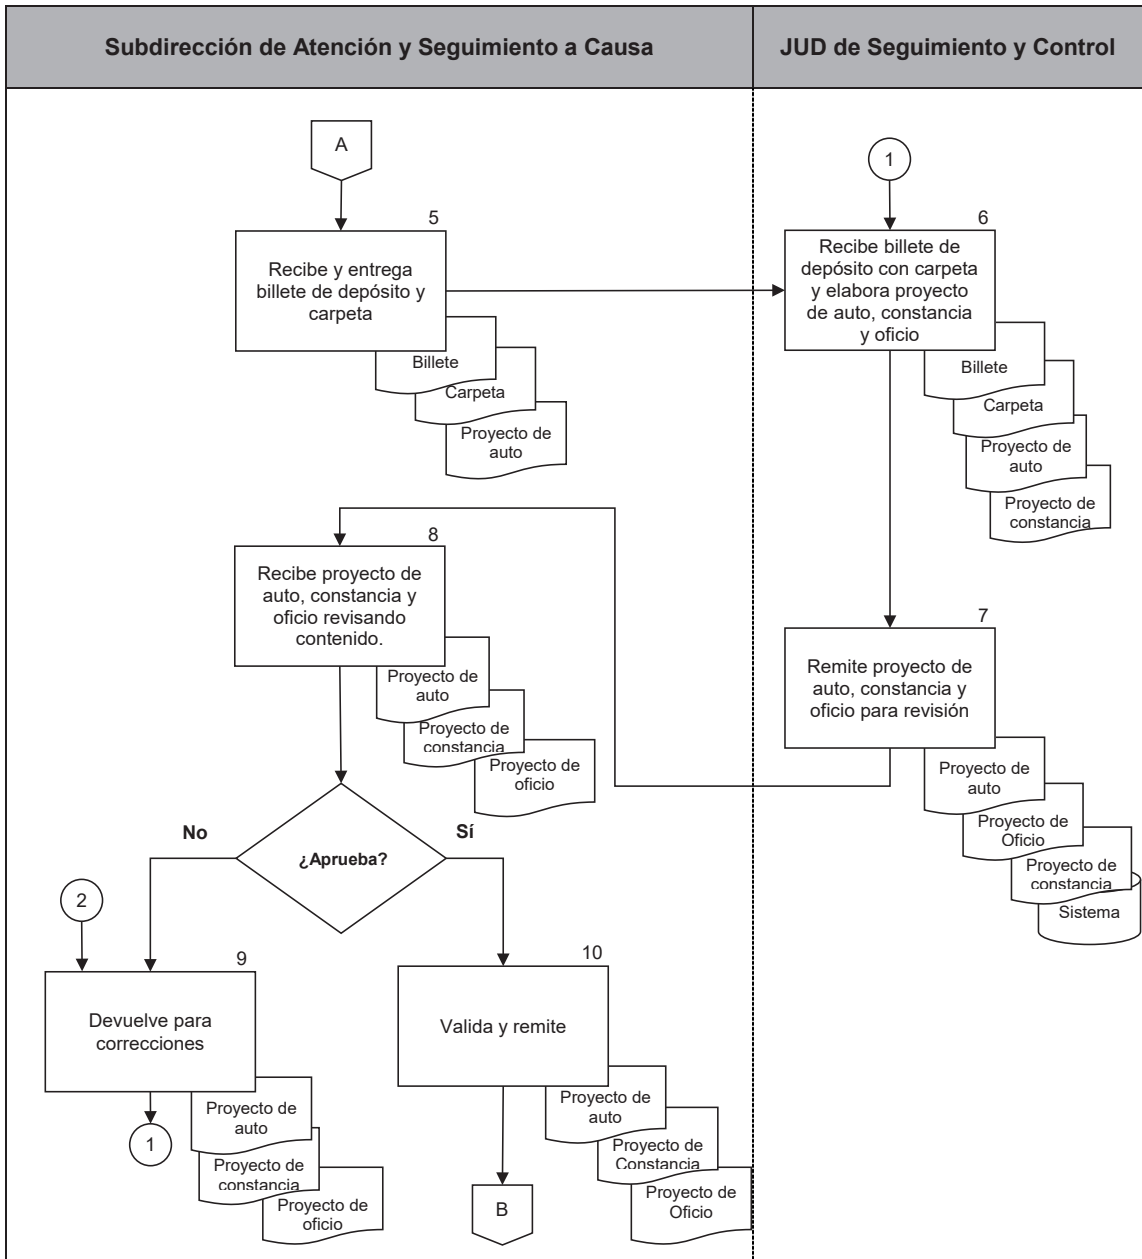 Subdirección de Atención y Seguimiento a Causa
JUD de Seguimiento y Control
A
1
5
Recibe y entrega
billete de depósito y
carpeta
Billete
Carpeta
Proyecto de
auto
6
Recibe billete de
depósito con carpeta
y elabora proyecto
de auto, constancia
y oficio
Billete
Carpeta
Proyecto de
auto
Proyecto de
constancia
8
Recibe proyecto de
auto, constancia y
oficio revisando
contenido.
Proyecto de
auto
Proyecto de
constancia
Proyecto de
oficio
7
Remite proyecto de
auto, constancia y
oficio para revisión
Proyecto de
auto
Proyecto de
Oficio
Proyecto de
constancia
Sistema
No
Sí
¿Aprueba?
2
9
Devuelve para
correcciones
Proyecto de
auto
Proyecto de
constancia
Proyecto de
oficio
1
10
Valida y remite
Proyecto de
auto
Proyecto de
Constancia
Proyecto de
Oficio
B